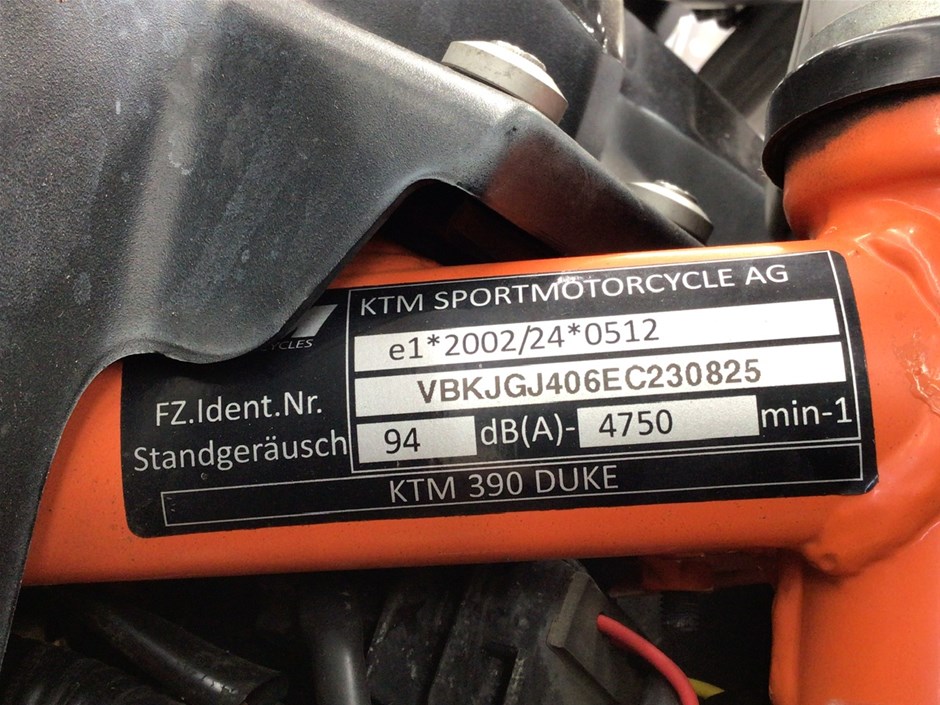 KTM SPORTMOTORCYCLE AG
e1*2002/24*0512
FZ.Ident.Nr. VBKJGJ406EC230825
Standgeräusch 94 dB(A)- 4750 min-1
KTM 390 DUKE